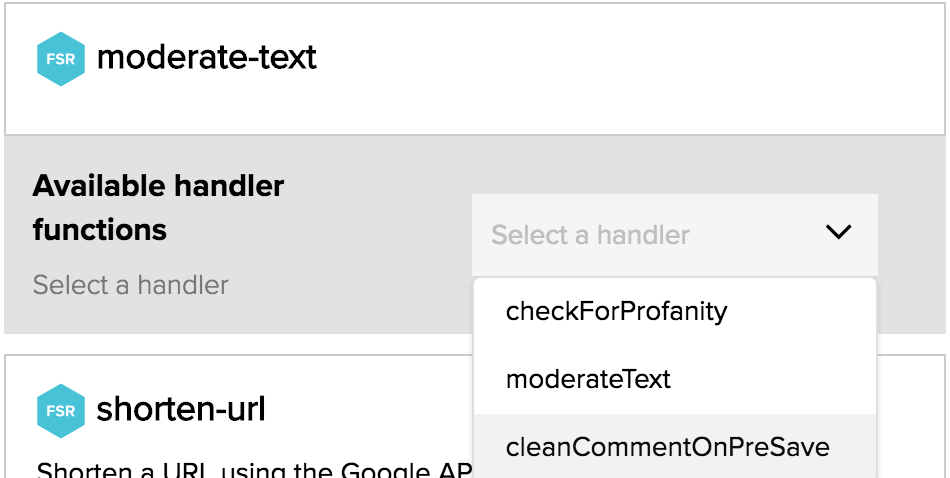 FSR moderate-text
Available handler
functions
Select a handler
Select a handler
checkForProfanity
moderateText
cleanCommentOnPreSave
FSR shorten-url
Shorten a URL using the Google AP